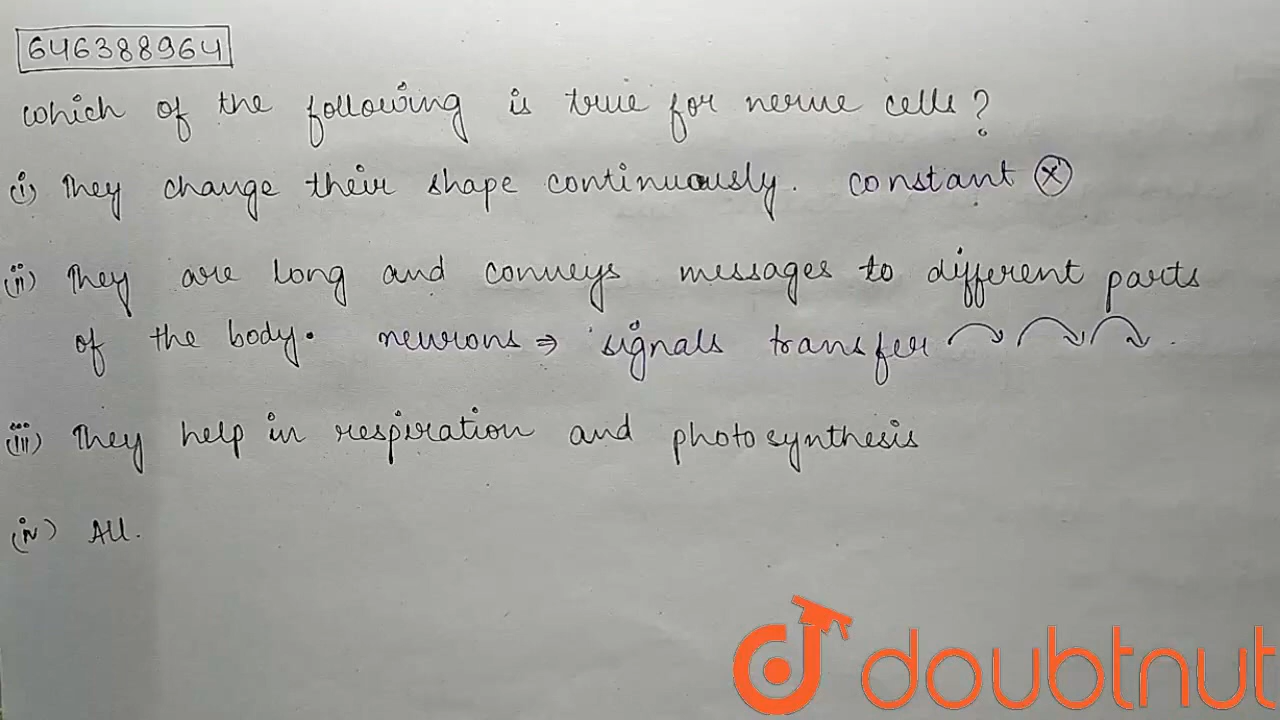 646388964
Which of the following is true for nerve cells?
(i) They change their shape continuously. constant ⓧ
(ii) They are long and conveys messages to different parts
of the body. neurons ⇒ signals transfer
(iii) They help in respiration and photosynthesis
(iv) All.
doubtnut